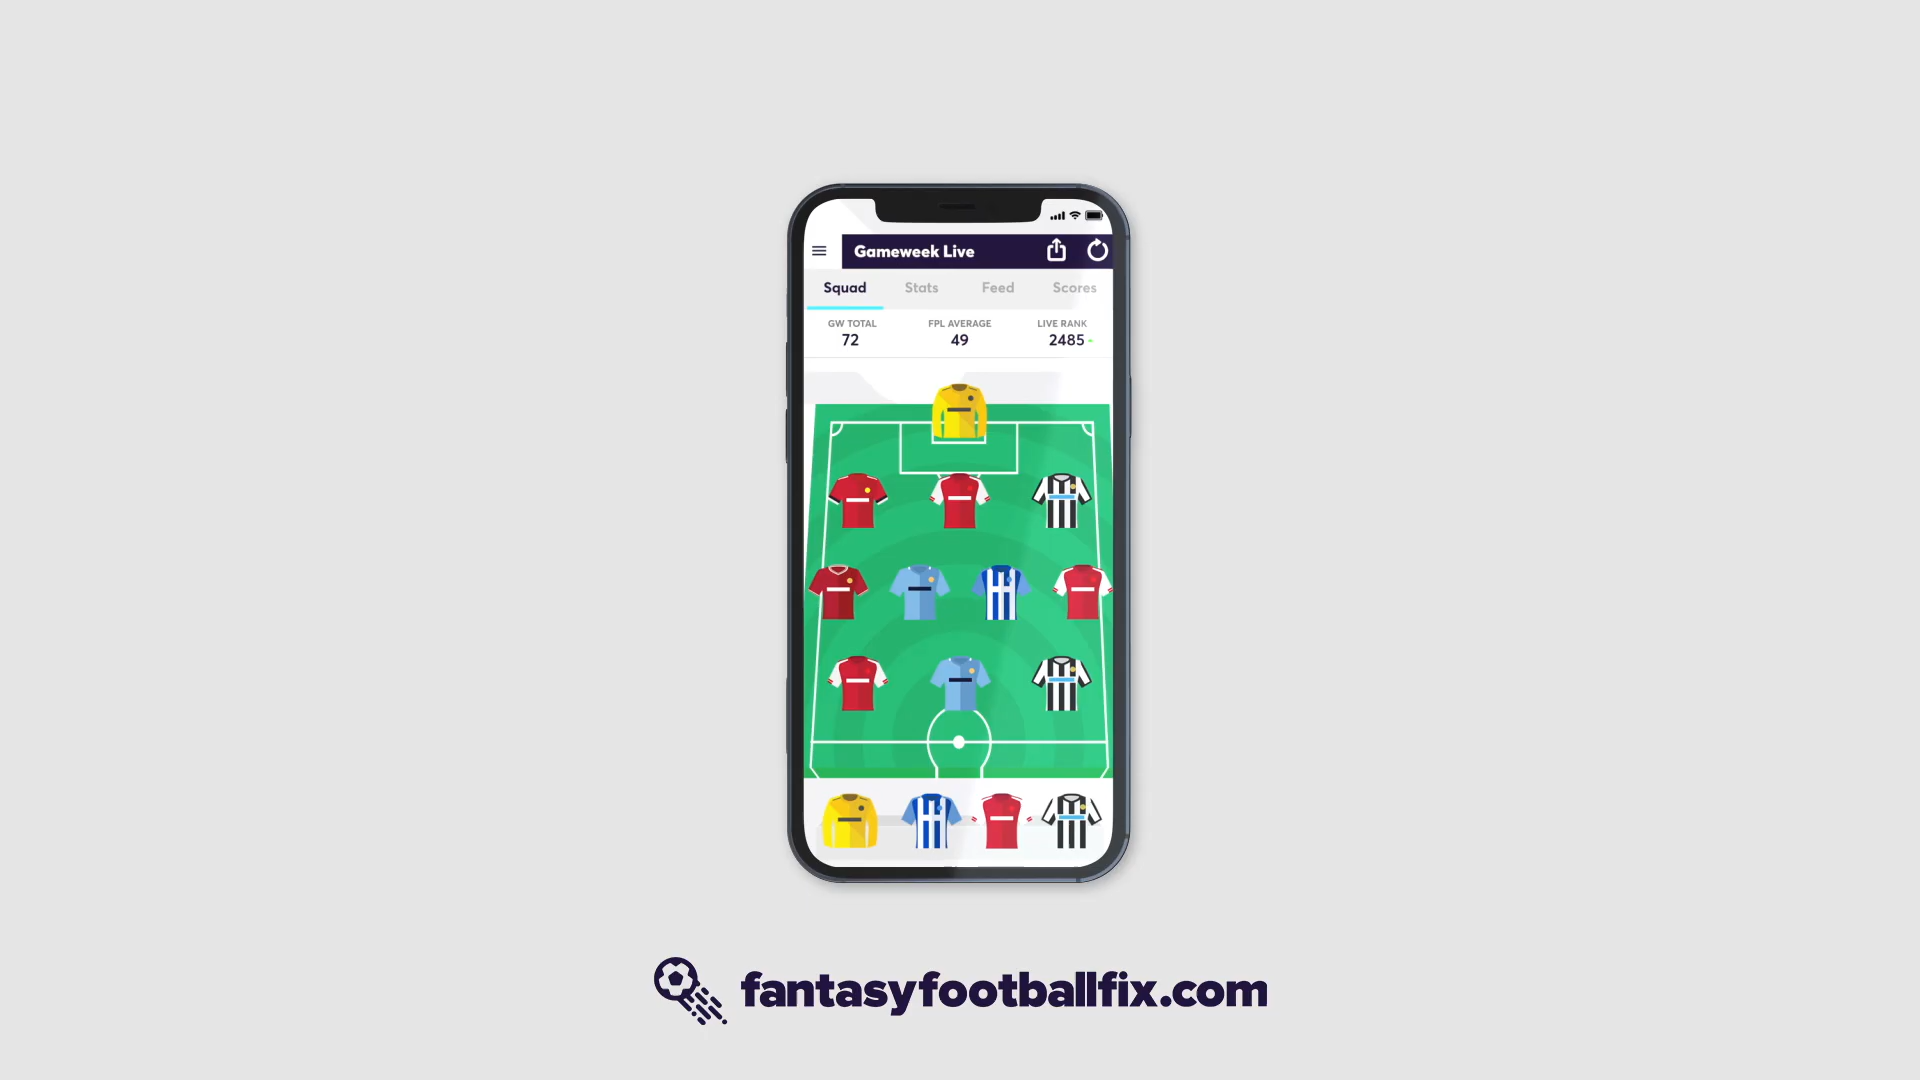 Gameweek Live
Squad Stats Feed Scores
GW TOTAL FPL AVERAGE LIVE RANK
72 49 2485
fantasyfootballfix.com